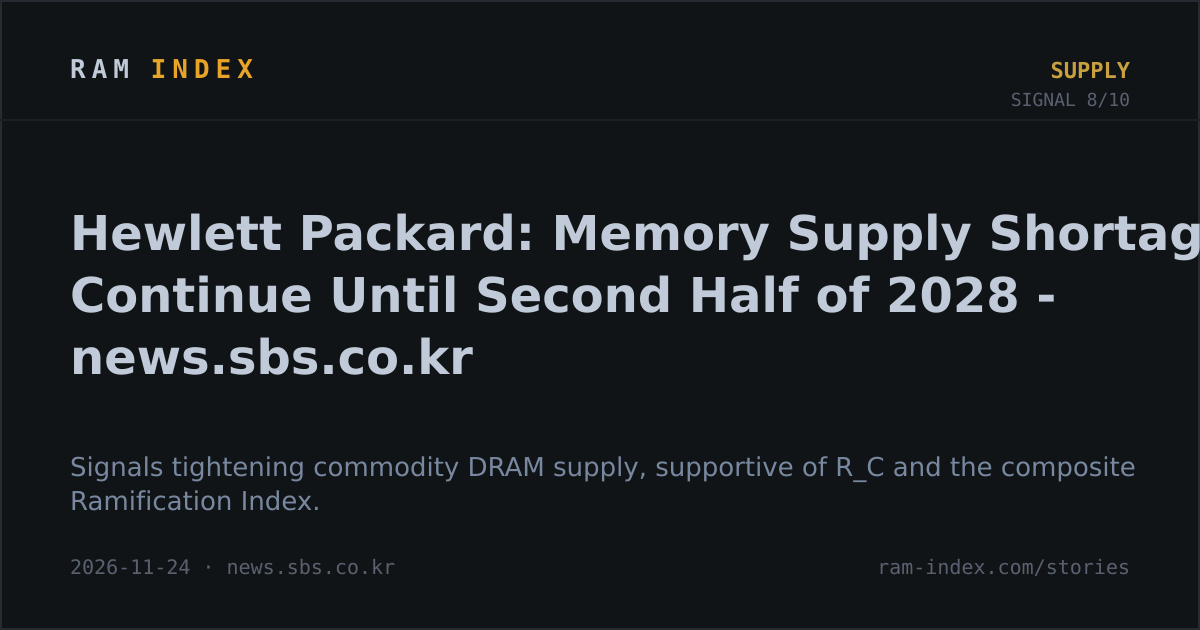 RAM INDEX
SUPPLY
SIGNAL 8/10
Hewlett Packard: Memory Supply Shortag
Continue Until Second Half of 2028 -
news.sbs.co.kr
Signals tightening commodity DRAM supply, supportive of R_C and the composite
Ramification Index.
2026-11-24 · news.sbs.co.kr
ram-index.com/stories